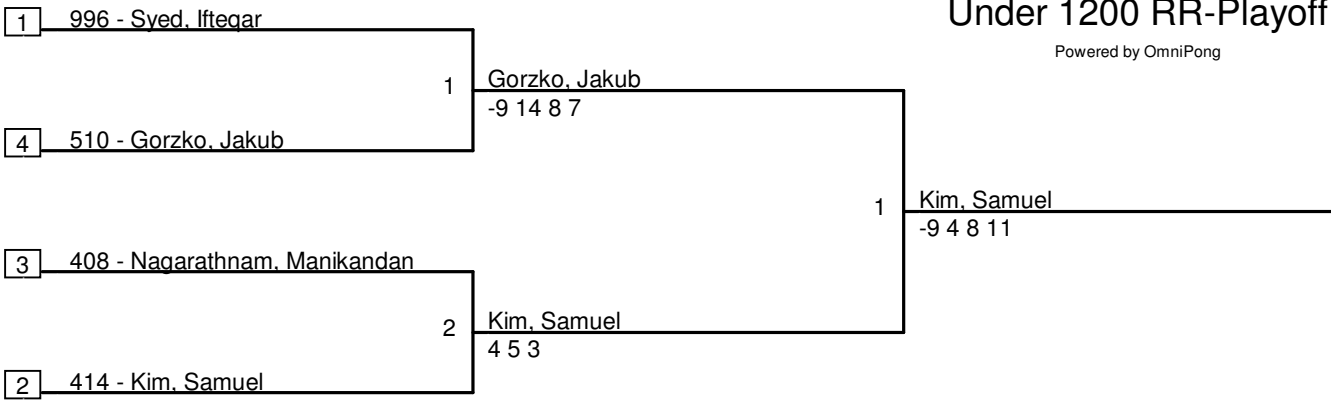 Under 1200 RR-Playoff
Powered by OmniPong
1 996 - Syed, Ifteqar
1 Gorzko, Jakub
-9 14 8 7
4 510 - Gorzko, Jakub
1 Kim, Samuel
-9 4 8 11
3 408 - Nagarathnam, Manikandan
2 Kim, Samuel
4 5 3
2 414 - Kim, Samuel